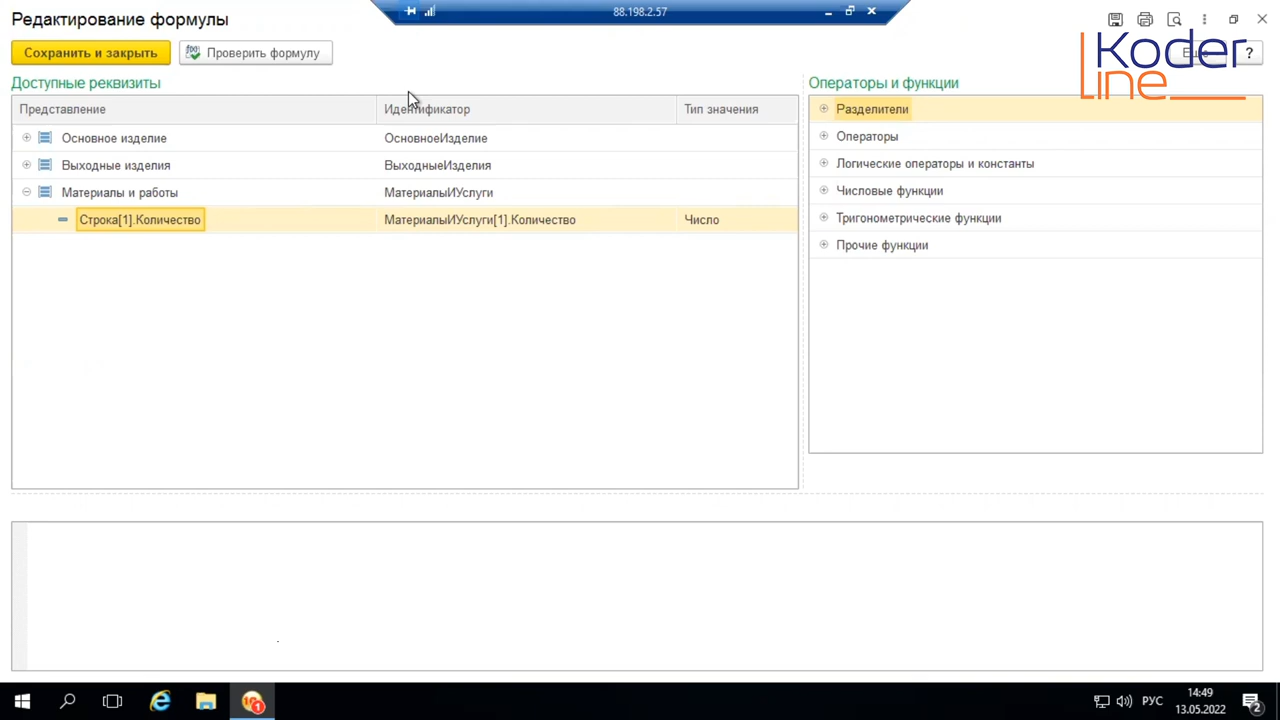 Редактирование формулы
88.198.2.57
Сохранить и закрыть
Проверить формулу
?
Koder
line
Доступные реквизиты
Представление Идентификатор Тип значения
Основное изделие ОсновноеИзделие
Выходные изделия ВыходныеИзделия
Материалы и работы МатериалыИУслуги
Строка[1].Количество МатериалыИУслуги[1].Количество Число
Операторы и функции
Разделители
Операторы
Логические операторы и константы
Числовые функции
Тригонометрические функции
Прочие функции
РУС
14:49
13.05.2022
2